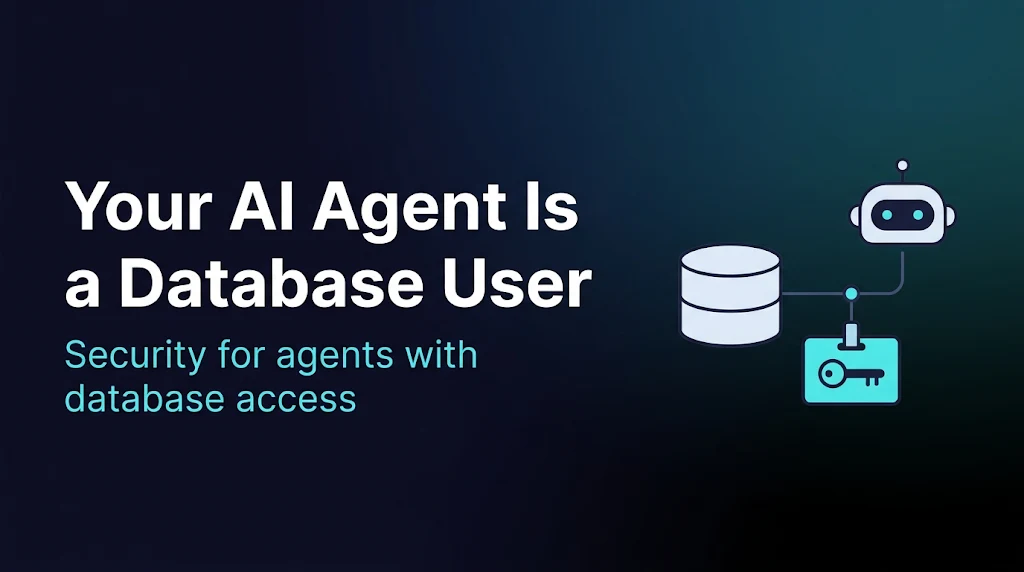 Your AI Agent Is
a Database User
Security for agents with
database access